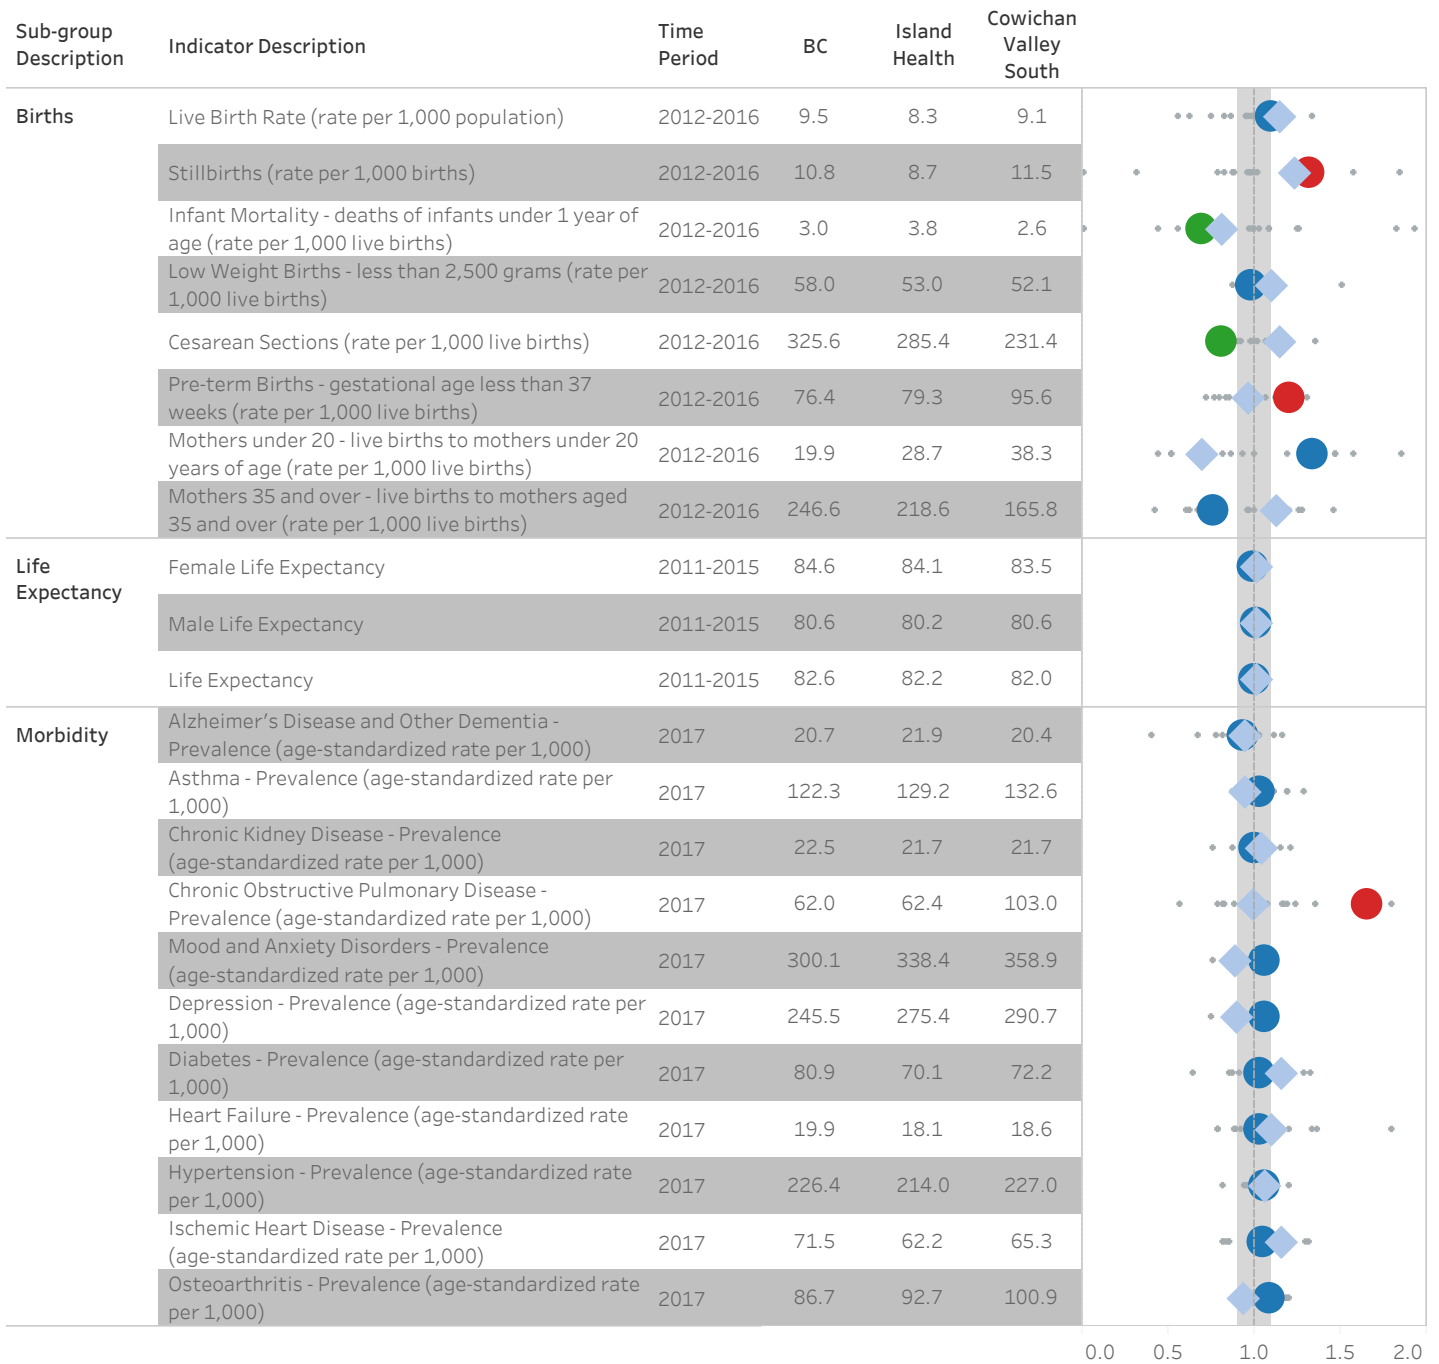 Sub-group Description
Indicator Description
Time Period
BC
Island Health
Cowichan Valley South
Births
Live Birth Rate (rate per 1,000 population) 2012-2016 9.5 8.3 9.1
Stillbirths (rate per 1,000 births) 2012-2016 10.8 8.7 11.5
Infant Mortality - deaths of infants under 1 year of
age (rate per 1,000 live births) 2012-2016 3.0 3.8 2.6
Low Weight Births - less than 2,500 grams (rate per
1,000 live births) 2012-2016 58.0 53.0 52.1
Cesarean Sections (rate per 1,000 live births) 2012-2016 325.6 285.4 231.4
Pre-term Births - gestational age less than 37
weeks (rate per 1,000 live births) 2012-2016 76.4 79.3 95.6
Mothers under 20 - live births to mothers under 20
years of age (rate per 1,000 live births) 2012-2016 19.9 28.7 38.3
Mothers 35 and over - live births to mothers aged
35 and over (rate per 1,000 live births) 2012-2016 246.6 218.6 165.8
Life
Expectancy
Female Life Expectancy 2011-2015 84.6 84.1 83.5
Male Life Expectancy 2011-2015 80.6 80.2 80.6
Life Expectancy 2011-2015 82.6 82.2 82.0
Morbidity
Alzheimer's Disease and Other Dementia -
Prevalence (age-standardized rate per 1,000) 2017 20.7 21.9 20.4
Asthma - Prevalence (age-standardized rate per
1,000) 2017 122.3 129.2 132.6
Chronic Kidney Disease - Prevalence
(age-standardized rate per 1,000) 2017 22.5 21.7 21.7
Chronic Obstructive Pulmonary Disease -
Prevalence (age-standardized rate per 1,000) 2017 62.0 62.4 103.0
Mood and Anxiety Disorders - Prevalence
(age-standardized rate per 1,000) 2017 300.1 338.4 358.9
Depression - Prevalence (age-standardized rate per
1,000) 2017 245.5 275.4 290.7
Diabetes - Prevalence (age-standardized rate per
1,000) 2017 80.9 70.1 72.2
Heart Failure - Prevalence (age-standardized rate
per 1,000) 2017 19.9 18.1 18.6
Hypertension - Prevalence (age-standardized rate
per 1,000) 2017 226.4 214.0 227.0
Ischemic Heart Disease - Prevalence
(age-standardized rate per 1,000) 2017 71.5 62.2 65.3
Osteoarthritis - Prevalence (age-standardized rate
per 1,000) 2017 86.7 92.7 100.9
0.0 0.5 1.0 1.5 2.0